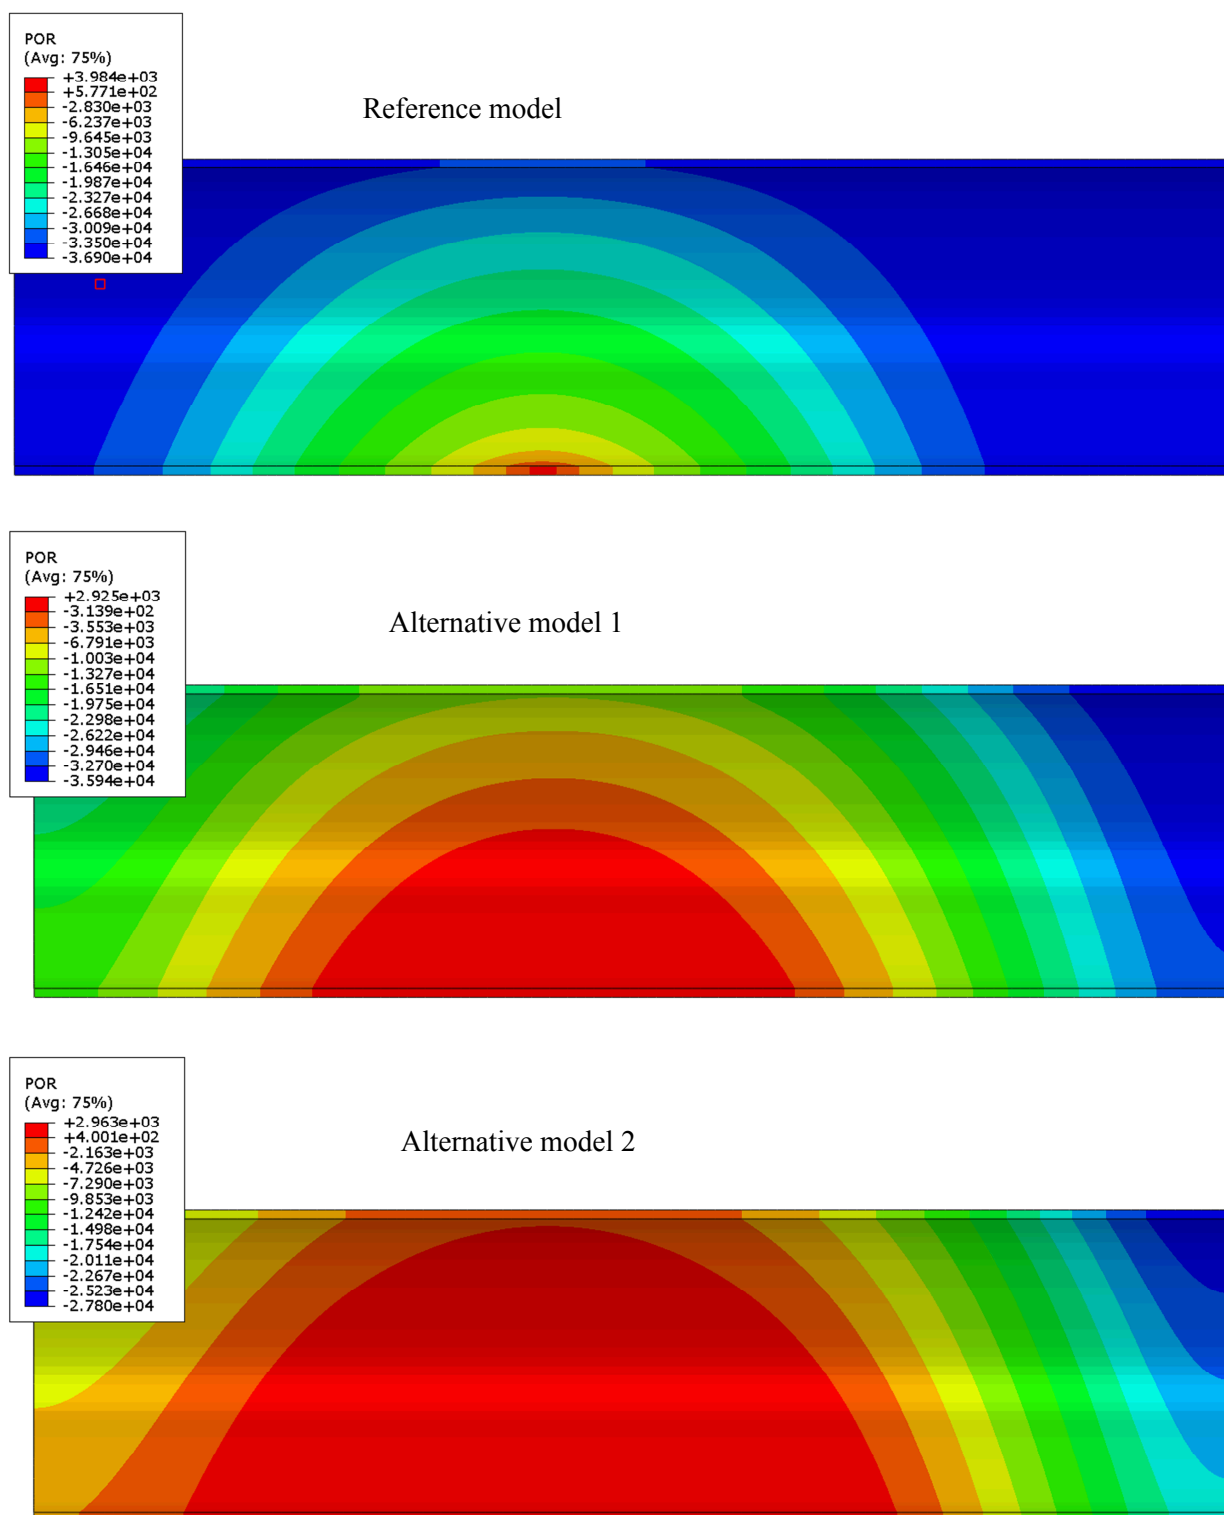 POR
(Avg: 75%)
+3.984e+03
+5.771e+02
-2.830e+03
-6.237e+03
-9.645e+03
-1.305e+04
-1.646e+04
-1.987e+04
-2.327e+04
-2.668e+04
-3.009e+04
-3.350e+04
-3.690e+04
Reference model
POR
(Avg: 75%)
+2.925e+03
-3.139e+02
-3.553e+03
-6.791e+03
-1.003e+04
-1.327e+04
-1.651e+04
-1.975e+04
-2.298e+04
-2.622e+04
-2.946e+04
-3.270e+04
-3.594e+04
Alternative model 1
POR
(Avg: 75%)
+2.963e+03
+4.001e+02
-2.163e+03
-4.726e+03
-7.290e+03
-9.853e+03
-1.242e+04
-1.498e+04
-1.754e+04
-2.011e+04
-2.267e+04
-2.523e+04
-2.780e+04
Alternative model 2